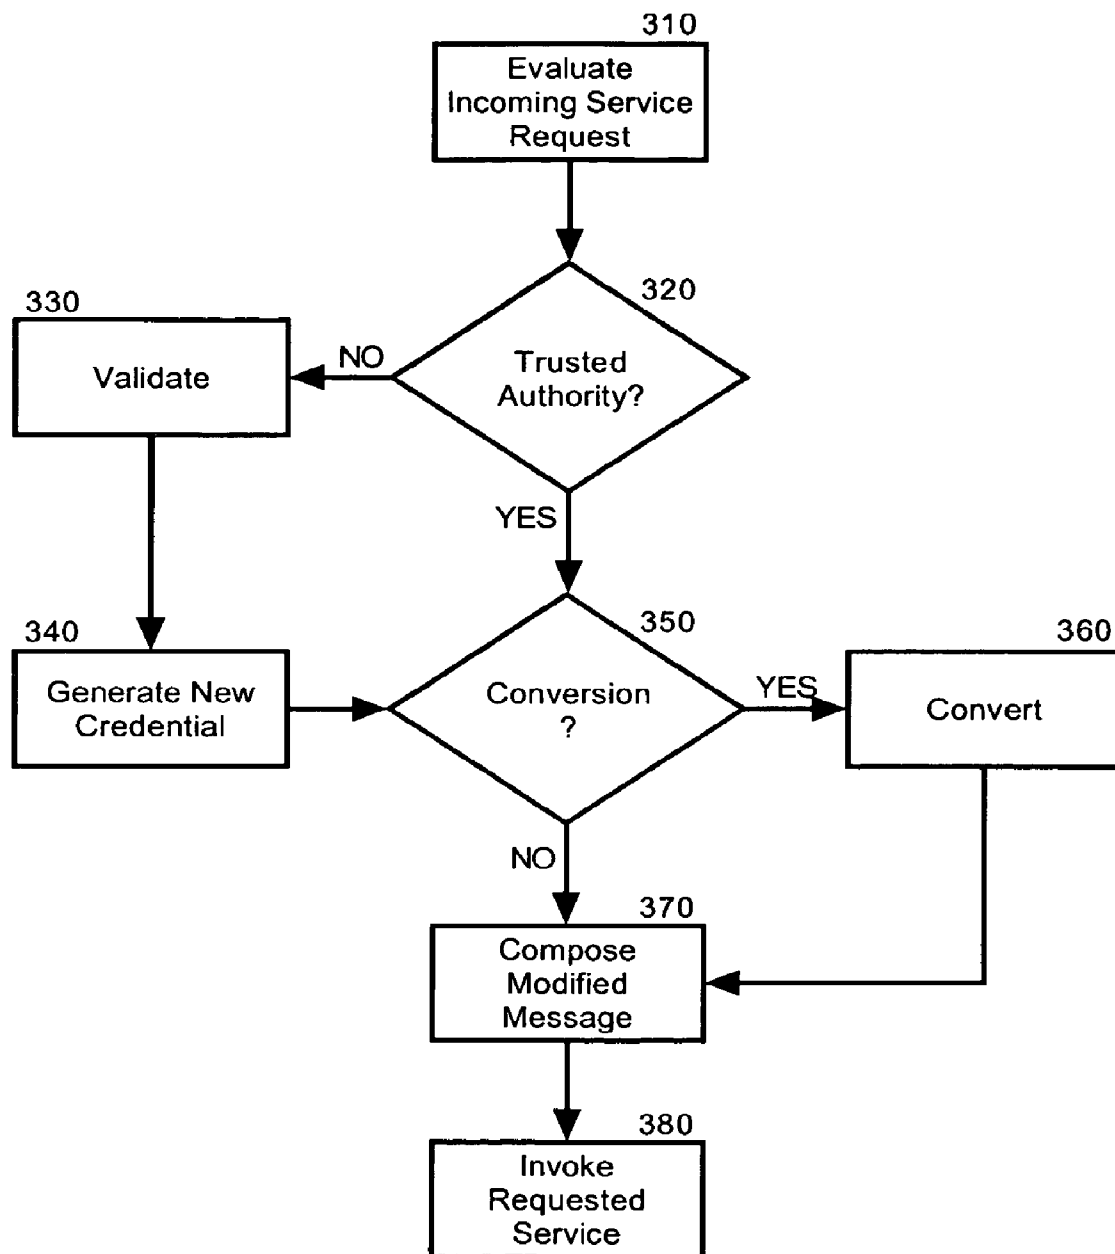 310
Evaluate
Incoming Service
Request
320
Trusted
Authority?
NO
330
Validate
YES
340
Generate New
Credential
350
Conversion
?
YES
360
Convert
NO
370
Compose
Modified
Message
380
Invoke
Requested
Service